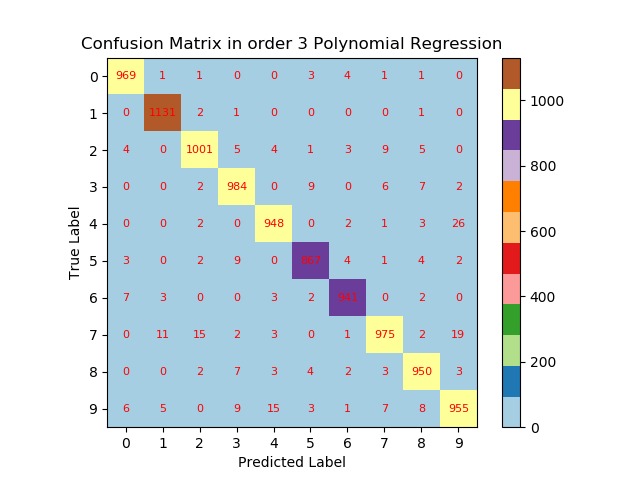 Confusion Matrix in order 3 Polynomial Regression
0 969 1 1 0 0 3 4 1 1 0
1 0 1131 2 1 0 0 0 0 1 0
2 4 0 1001 5 4 1 3 9 5 0
3 0 0 2 984 0 9 0 6 7 2
4 0 0 2 0 948 0 2 1 3 26
5 3 0 2 9 0 867 4 1 4 2
6 7 3 0 0 3 2 941 0 2 0
7 0 11 15 2 3 0 1 975 2 19
8 0 0 2 7 3 4 2 3 950 3
9 6 5 0 9 15 3 1 7 8 955
0 1 2 3 4 5 6 7 8 9
Predicted Label
True Label
1000
800
600
400
200
0